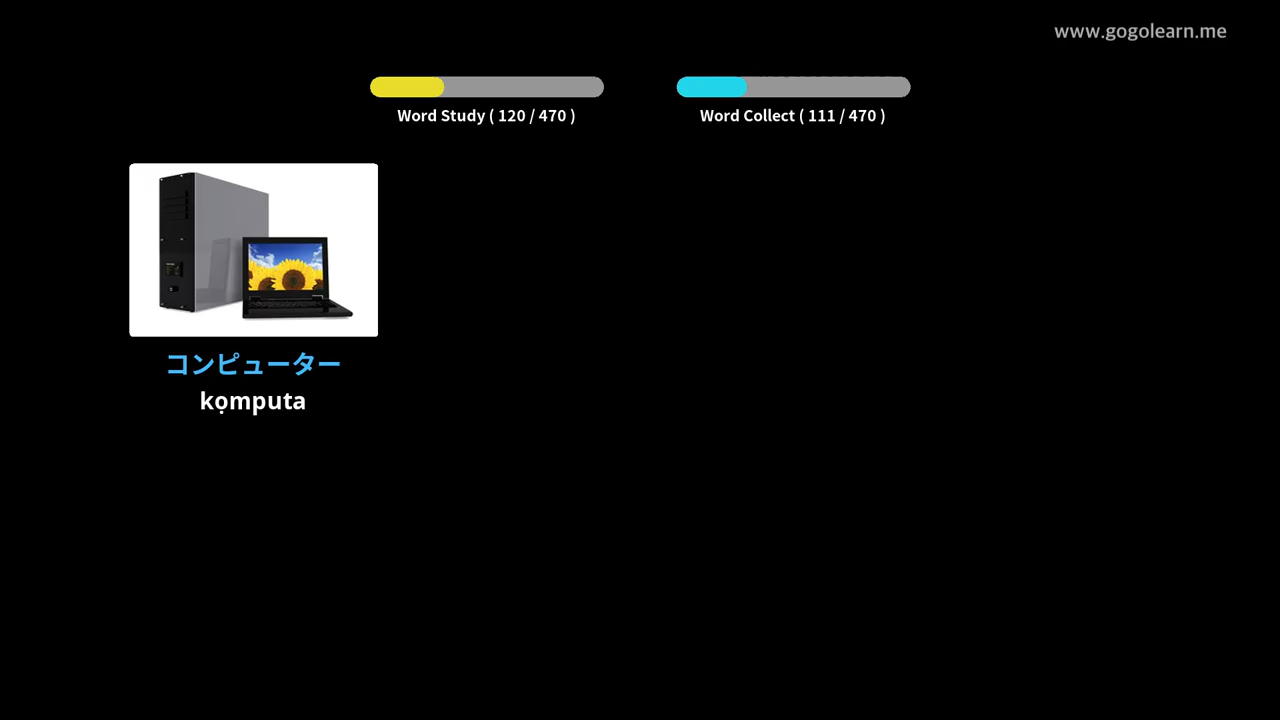 www.gogolearn.me
Word Study ( 120 / 470 )
Word Collect ( 111 / 470 )
コンピューター
kọmputa